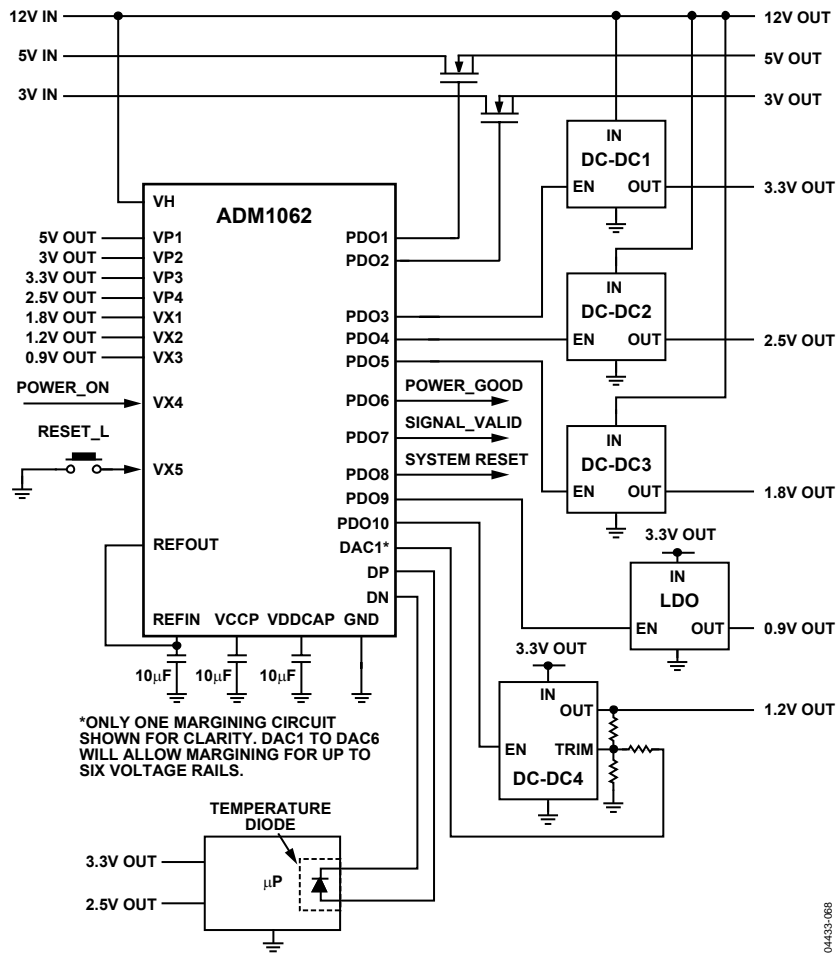 12V IN
12V OUT
5V IN
5V OUT
3V IN
3V OUT
IN
DC-DC1
EN OUT
3.3V OUT
VH
ADM1062
5V OUT
VP1
PDO1
3V OUT
VP2
PDO2
3.3V OUT
VP3
2.5V OUT
VP4
1.8V OUT
VX1
PDO3
1.2V OUT
VX2
PDO4
0.9V OUT
VX3
PDO5
IN
DC-DC2
EN OUT
2.5V OUT
POWER_ON
VX4
PDO6
POWER_GOOD
RESET_L
VX5
PDO7
SIGNAL_VALID
PDO8
SYSTEM RESET
PDO9
PDO10
IN
DC-DC3
EN OUT
1.8V OUT
REFOUT
DAC1*
DP
DN
3.3V OUT
IN
LDO
EN OUT
0.9V OUT
REFIN VCCP VDDCAP GND
10μF 10μF 10μF
3.3V OUT
IN
OUT
1.2V OUT
EN TRIM
DC-DC4
*ONLY ONE MARGINING CIRCUIT
SHOWN FOR CLARITY. DAC1 TO DAC6
WILL ALLOW MARGINING FOR UP TO
SIX VOLTAGE RAILS.
TEMPERATURE
DIODE
3.3V OUT
μP
2.5V OUT
04433-068